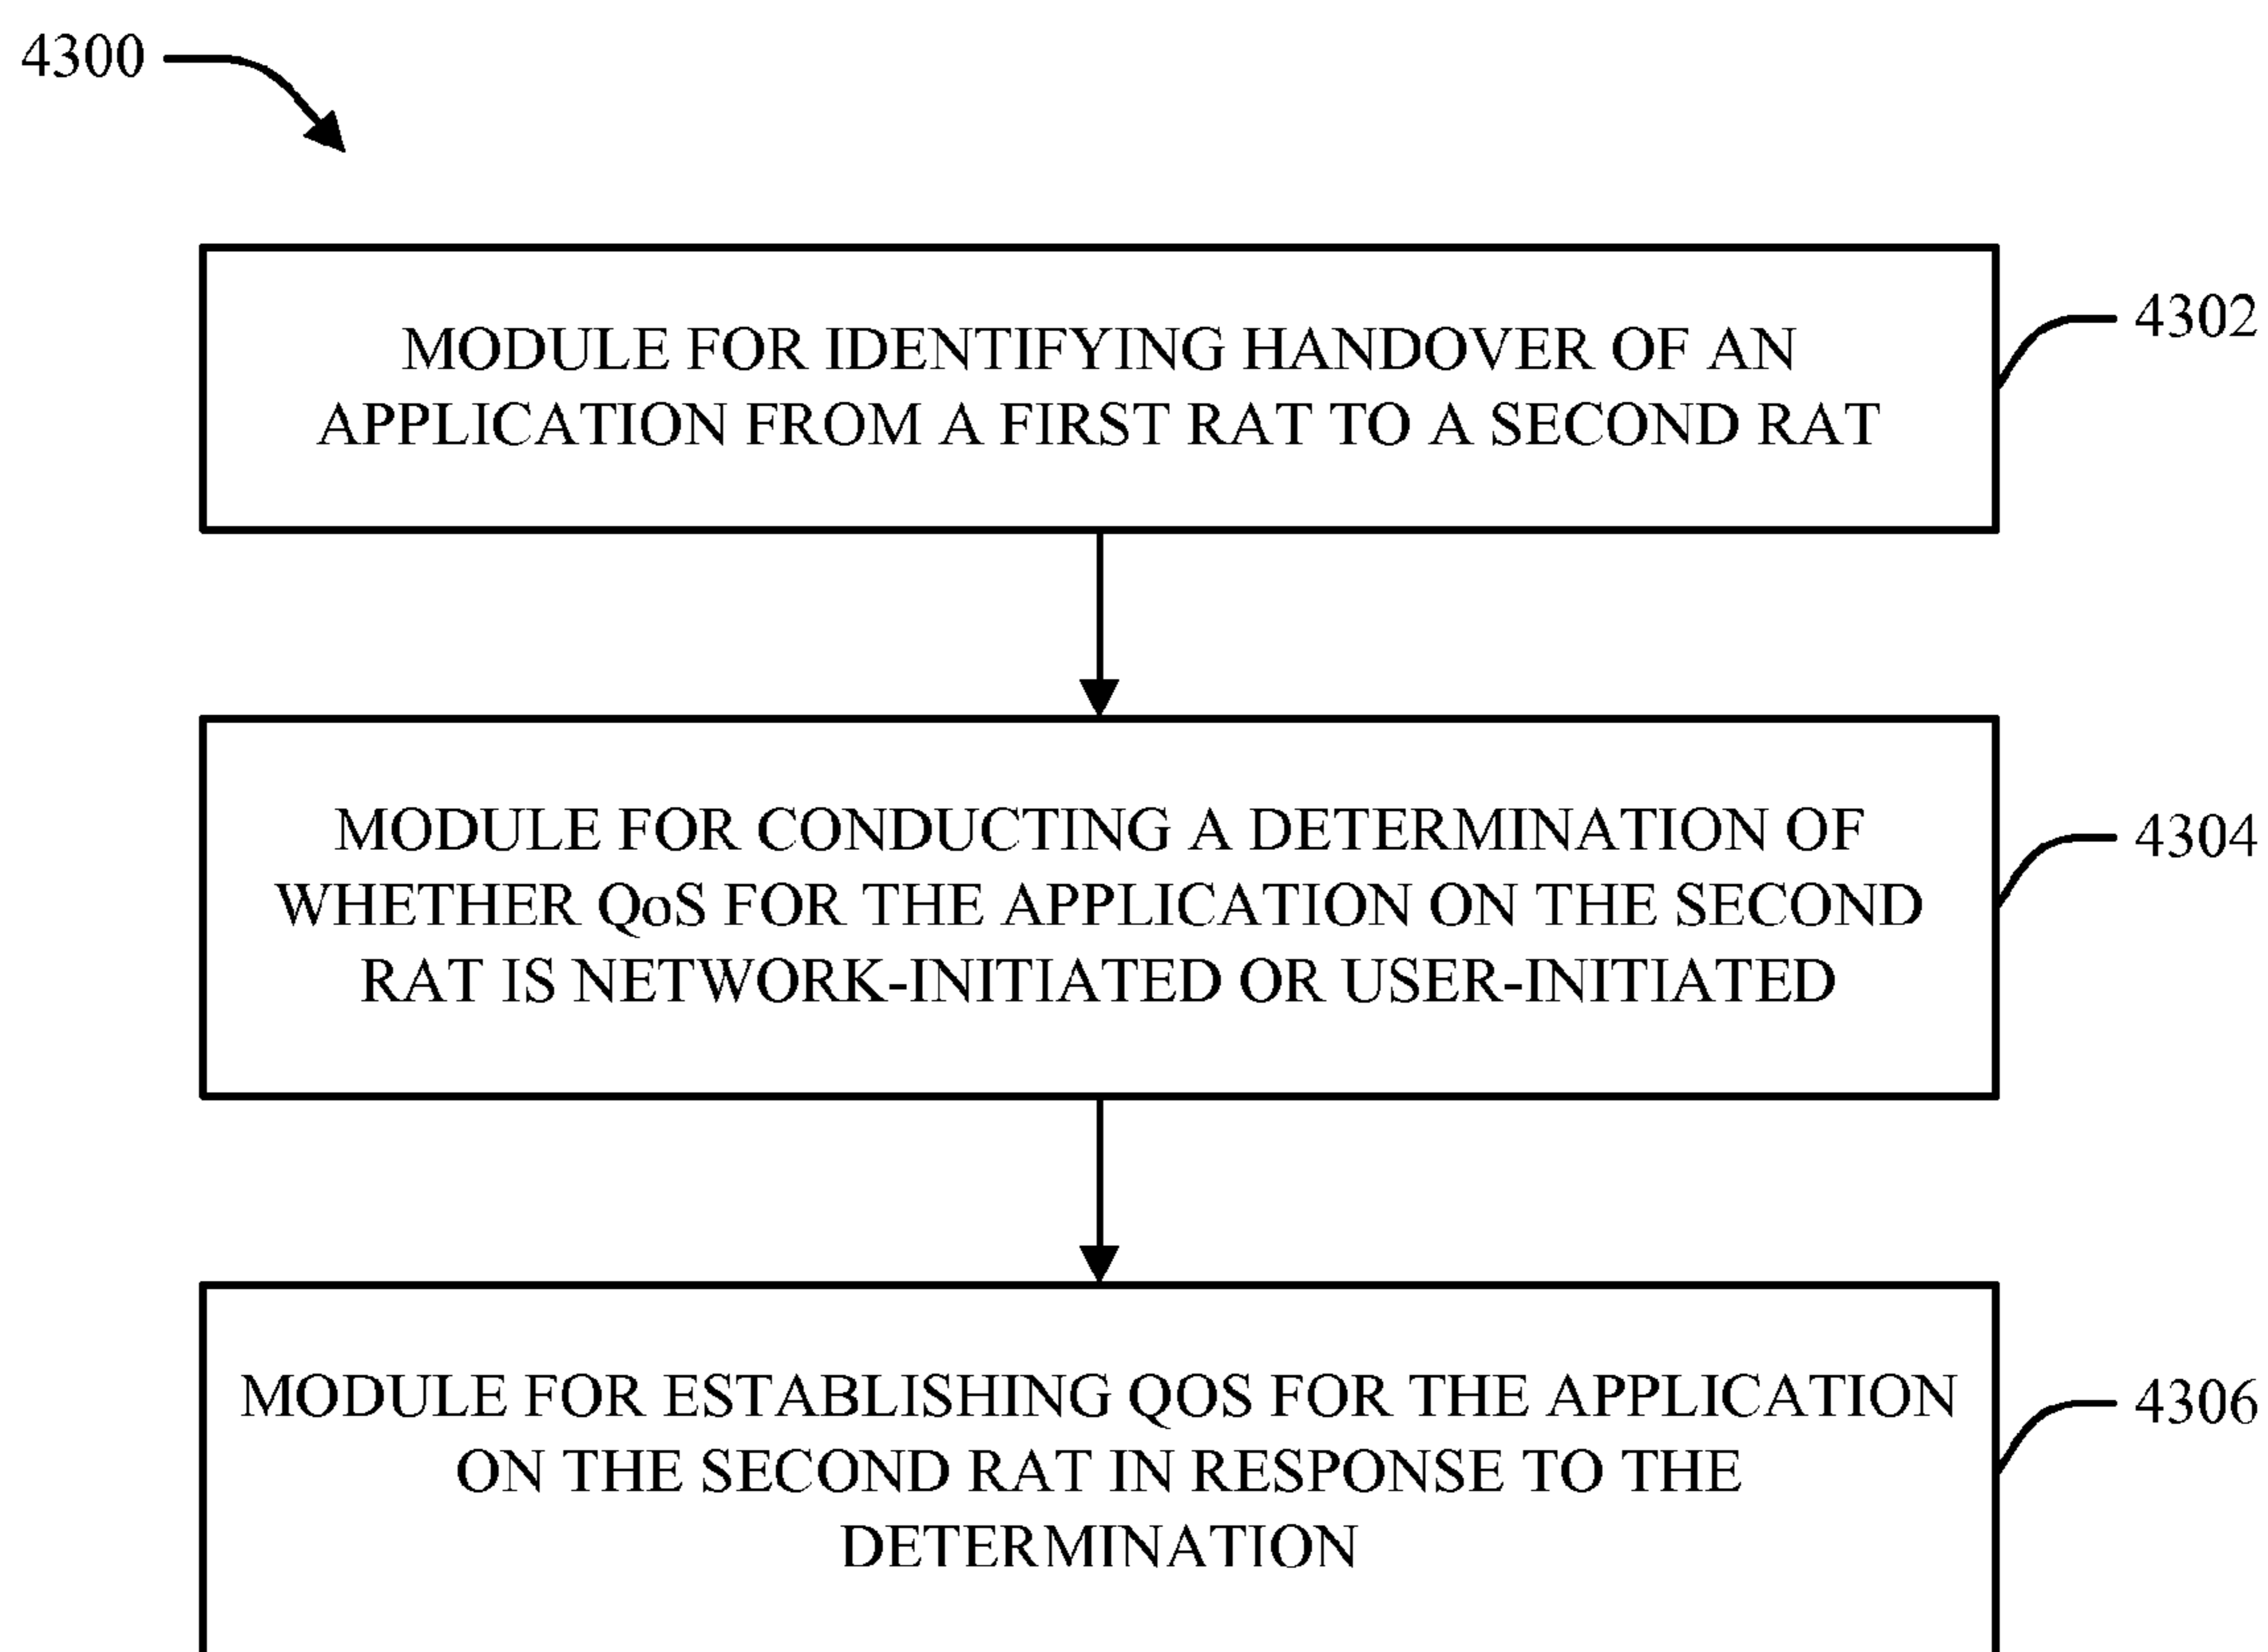 4300
MODULE FOR IDENTIFYING HANDOVER OF AN
APPLICATION FROM A FIRST RAT TO A SECOND RAT
4302
MODULE FOR CONDUCTING A DETERMINATION OF
WHETHER QoS FOR THE APPLICATION ON THE SECOND
RAT IS NETWORK-INITIATED OR USER-INITIATED
4304
MODULE FOR ESTABLISHING QOS FOR THE APPLICATION
ON THE SECOND RAT IN RESPONSE TO THE
DETERMINATION
4306